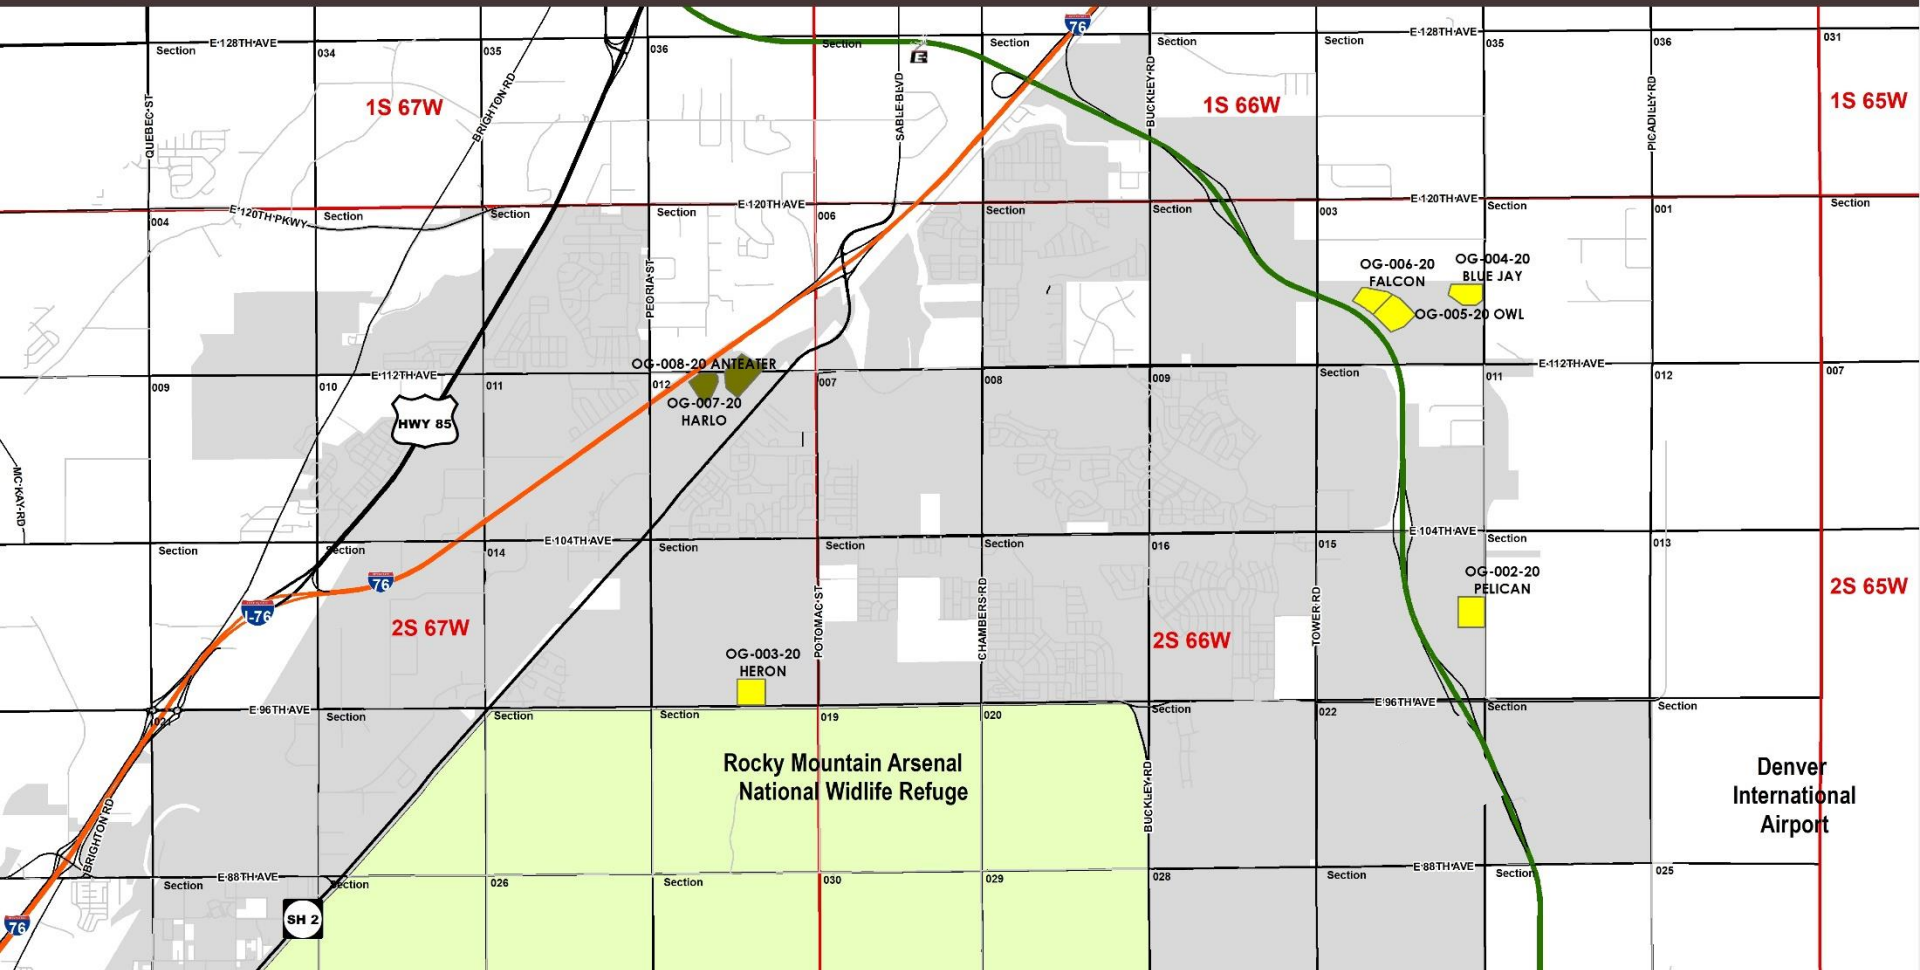 76
E 128TH AVE
Section
034
035
036
Section
Section
Section
Section
E 128TH AVE
035
036
031
E
QUEBEC ST
BRIGHTON RD
SABLE BLVD
BUCKLEY RD
PICADILLY RD
1S 67W
1S 66W
1S 65W
E 120TH PKWY
004
Section
Section
Section
E 120TH AVE
006
Section
Section
003
E 120TH AVE
Section
001
Section
PEORIA ST
OG-006-20
FALCON
OG-004-20
BLUE JAY
OG-005-20 OWL
OG-008-20 ANTEATER
OG-007-20
HARLO
009
010
E 112TH AVE
011
012
007
008
009
Section
011
E 112TH AVE
012
007
HWY 85
MC KAY RD
Section
Section
014
E 104TH AVE
Section
Section
Section
016
015
E 104TH AVE
Section
013
76
I-76
2S 67W
POTOMAC ST
CHAMBERS RD
TOWER RD
OG-002-20
PELICAN
2S 65W
2S 66W
OG-003-20
HERON
021
E 96TH AVE
Section
Section
Section
019
020
Section
022
E 96TH AVE
Section
Section
Rocky Mountain Arsenal
National Widlife Refuge
BUCKLEY RD
Denver
International
Airport
BRIGHTON RD
Section
E 88TH AVE
Section
026
Section
030
029
028
Section
E 88TH AVE
Section
025
SH 2
76